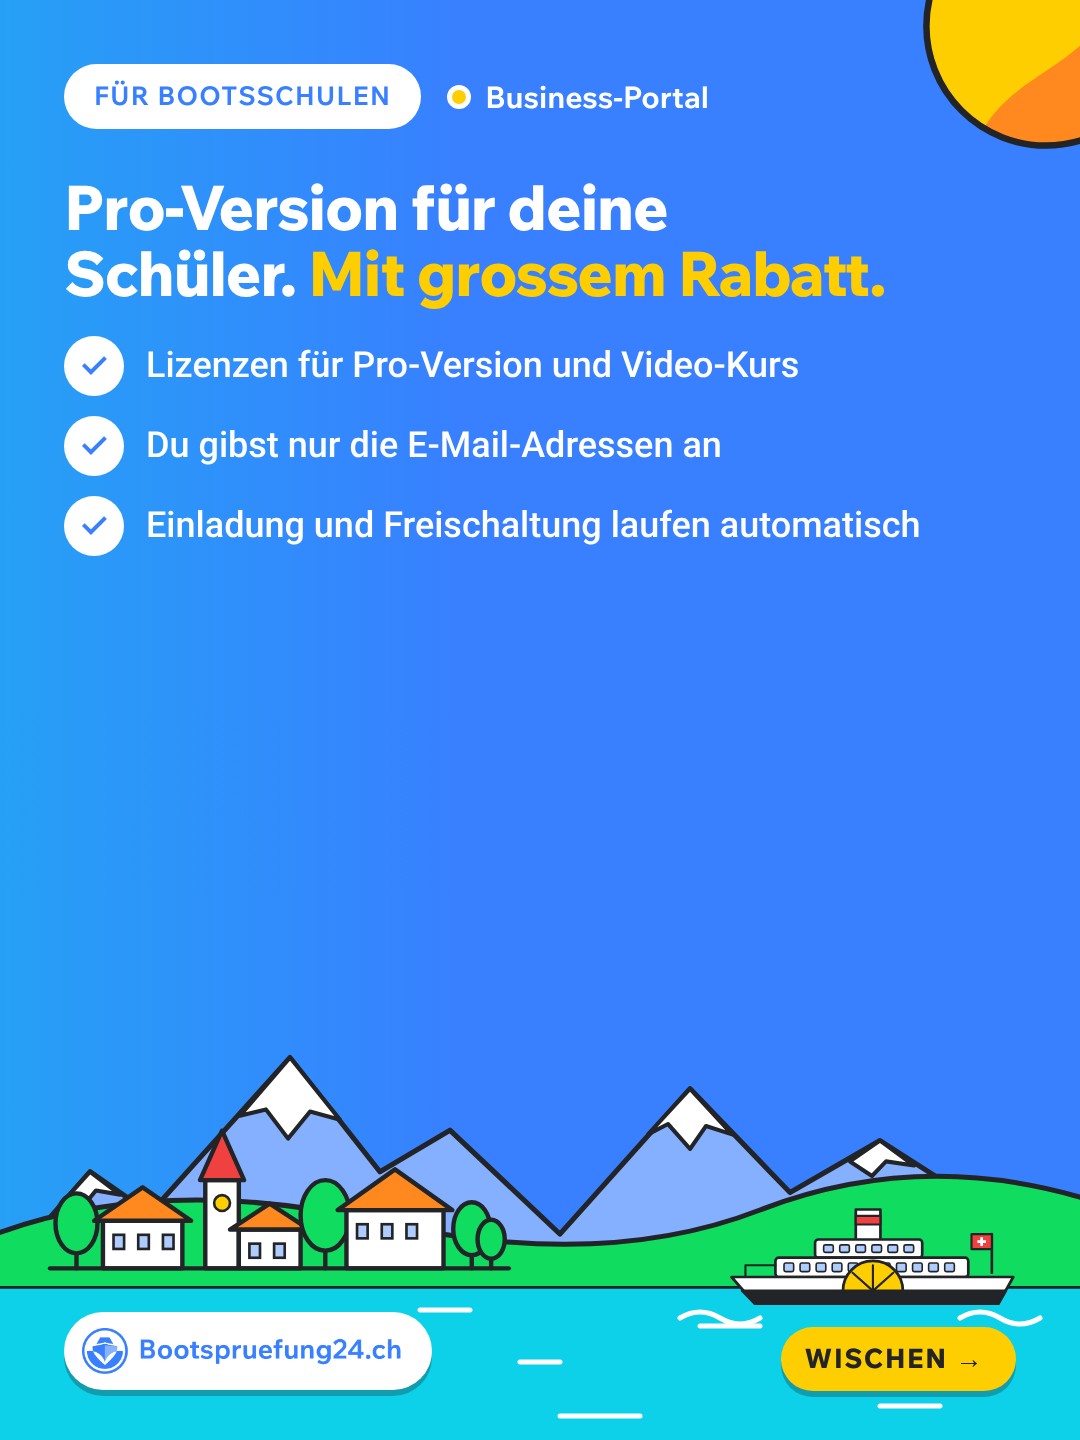 FÜR BOOTSSCHULEN
Business-Portal
Pro-Version für deine
Schüler. Mit grossem Rabatt.
Lizenzen für Pro-Version und Video-Kurs
Du gibst nur die E-Mail-Adressen an
Einladung und Freischaltung laufen automatisch
Bootspruefung24.ch
WISCHEN →